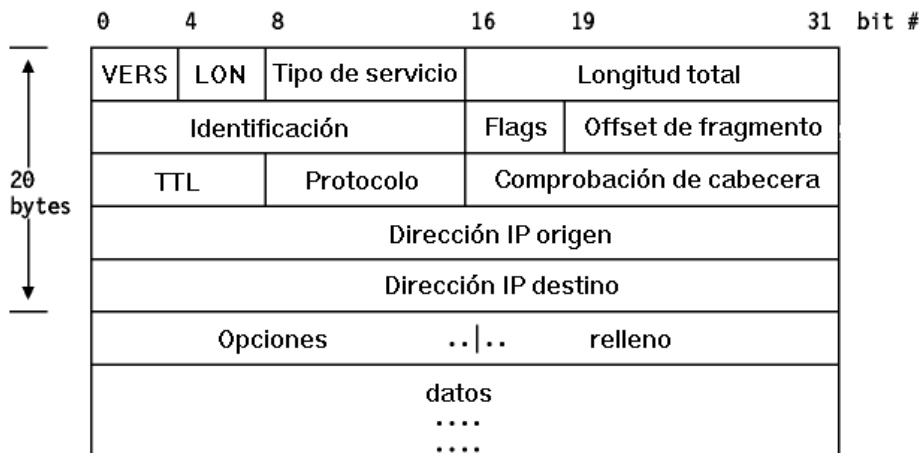 0 4 8 16 19 31 bit #
VERS LON Tipo de servicio Longitud total
Identificación Flags Offset de fragmento
20 bytes
TTL Protocolo Comprobación de cabecera
Dirección IP origen
Dirección IP destino
Opciones ..|.. relleno
datos
....
....